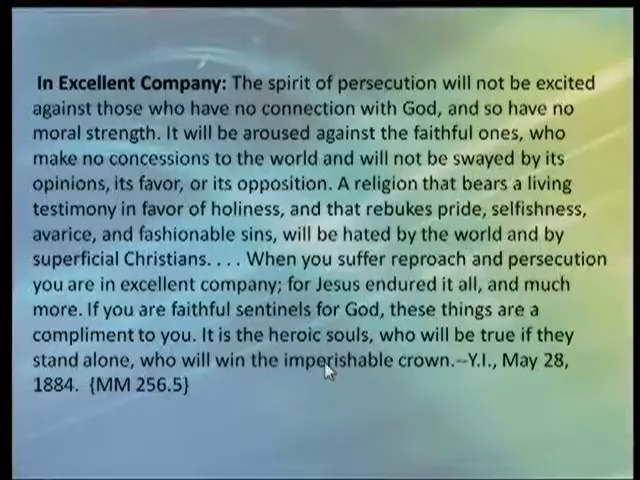 In Excellent Company: The spirit of persecution will not be excited
against those who have no connection with God, and so have no
moral strength. It will be aroused against the faithful ones, who
make no concessions to the world and will not be swayed by its
opinions, its favor, or its opposition. A religion that bears a living
testimony in favor of holiness, and that rebukes pride, selfishness,
avarice, and fashionable sins, will be hated by the world and by
superficial Christians. . . . When you suffer reproach and persecution
you are in excellent company; for Jesus endured it all, and much
more. If you are faithful sentinels for God, these things are a
compliment to you. It is the heroic souls, who will be true if they
stand alone, who will win the imperishable crown.--Y.I., May 28,
1884. {MM 256.5}